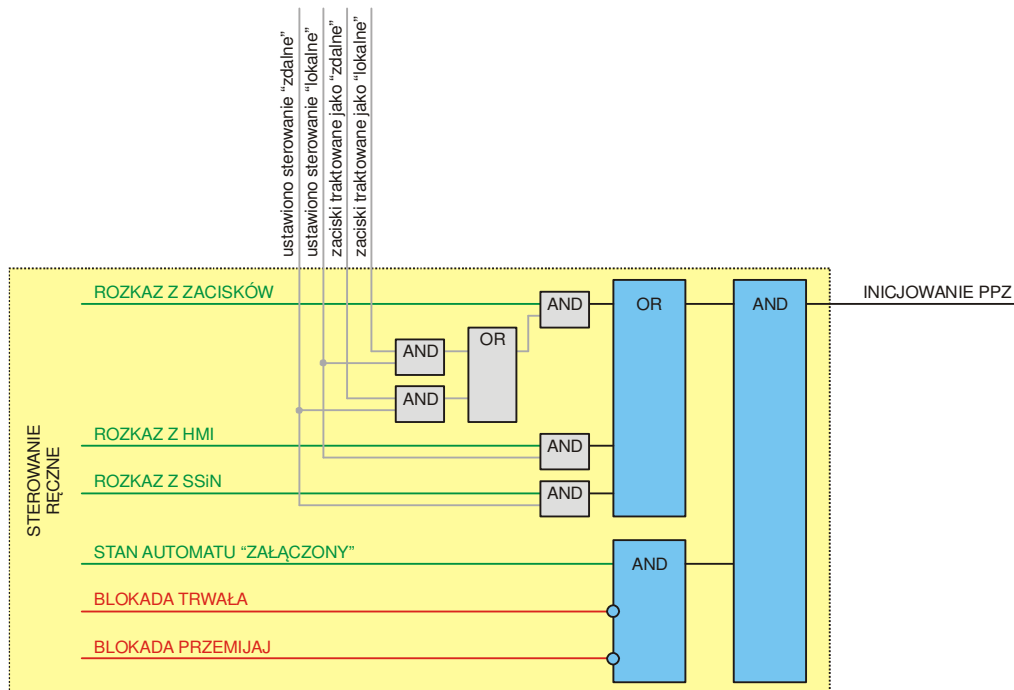 ustawiono sterowanie “zdalne”
ustawiono sterowanie “lokalne”
zaciski traktowane jako “zdalne”
zaciski traktowane jako “lokalne”
ROZKAZ Z ZACISKÓW
AND
OR
AND
INICJOWANIE PPZ
AND
OR
AND
ROZKAZ Z HMI
AND
ROZKAZ Z SSiN
AND
STEROWANIE
RĘCZNE
STAN AUTOMATU “ZAŁĄCZONY”
AND
BLOKADA TRWAŁA
BLOKADA PRZEMIJAJ